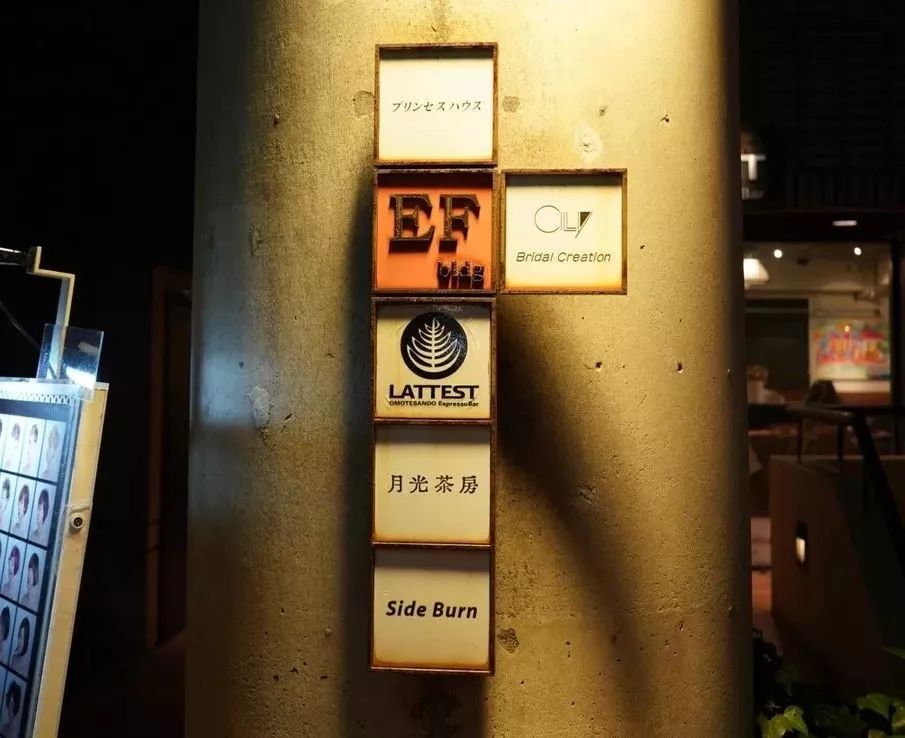 プリンセスハウス
EF
bldg
Bridal Creation
LATTEST
OMOTESANDO EspressoBar
月光茶房
Side Burn